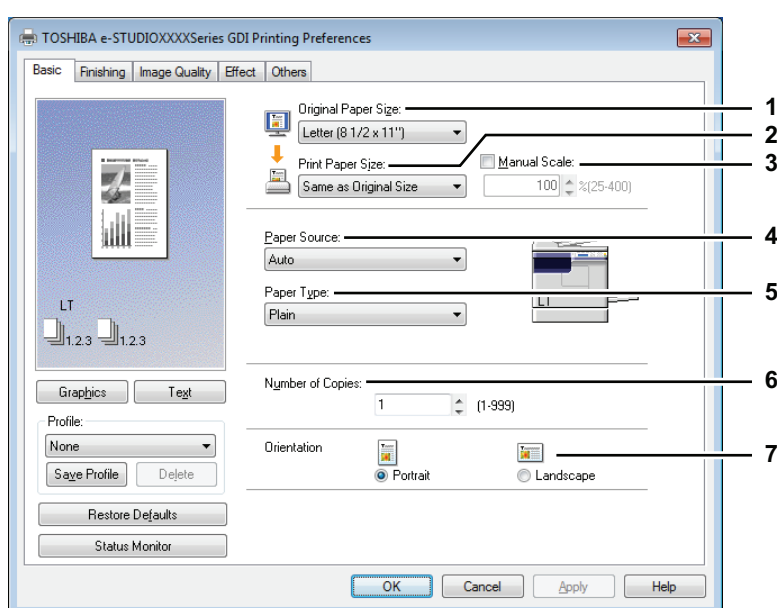 TOSHIBA e-STUDIOXXXXSeries GDI Printing Preferences
Basic Finishing Image Quality Effect Others
Original Paper Size: 1
Letter (8 1/2 x 11")
2
Print Paper Size: Manual Scale: 3
Same as Original Size 100 %(25-400)
Paper Source: 4
Auto
Paper Type: 5
Plain
LT
LT
1.2.3 1.2.3
Number of Copies: 6
1 (1-999)
Graphics Text
Profile:
None
Save Profile Delete
Orientation 7
Portrait Landscape
Restore Defaults
Status Monitor
OK Cancel Apply Help